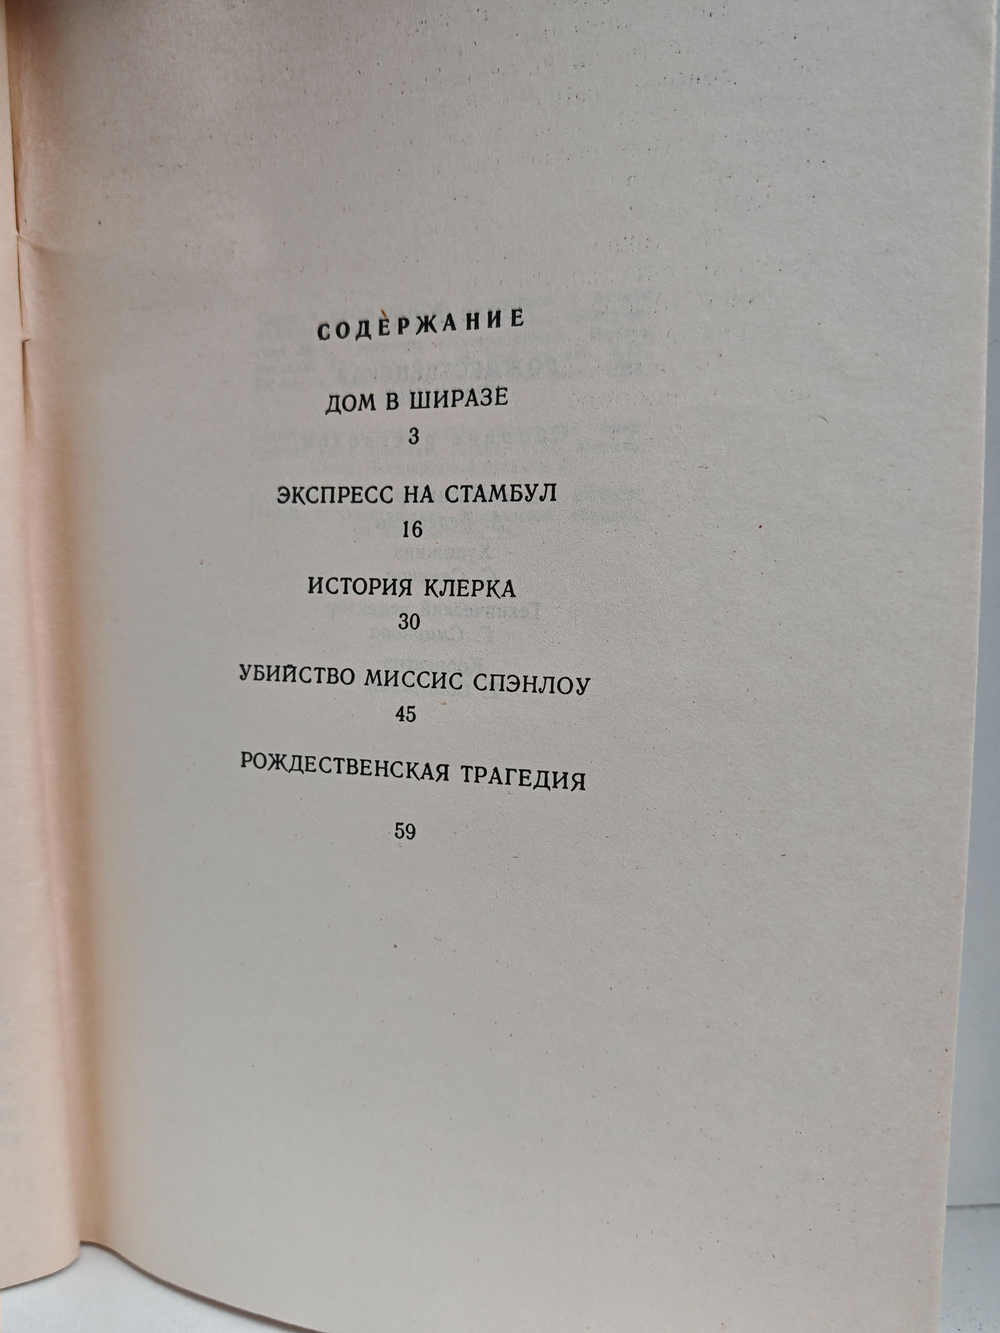 СОДЕРЖАНИЕ
ДОМ В ШИРАЗЕ
3
ЭКСПРЕСС НА СТАМБУЛ
16
ИСТОРИЯ КЛЕРКА
30
УБИЙСТВО МИССИС СПЭНЛОУ
45
РОЖДЕСТВЕНСКАЯ ТРАГЕДИЯ
59